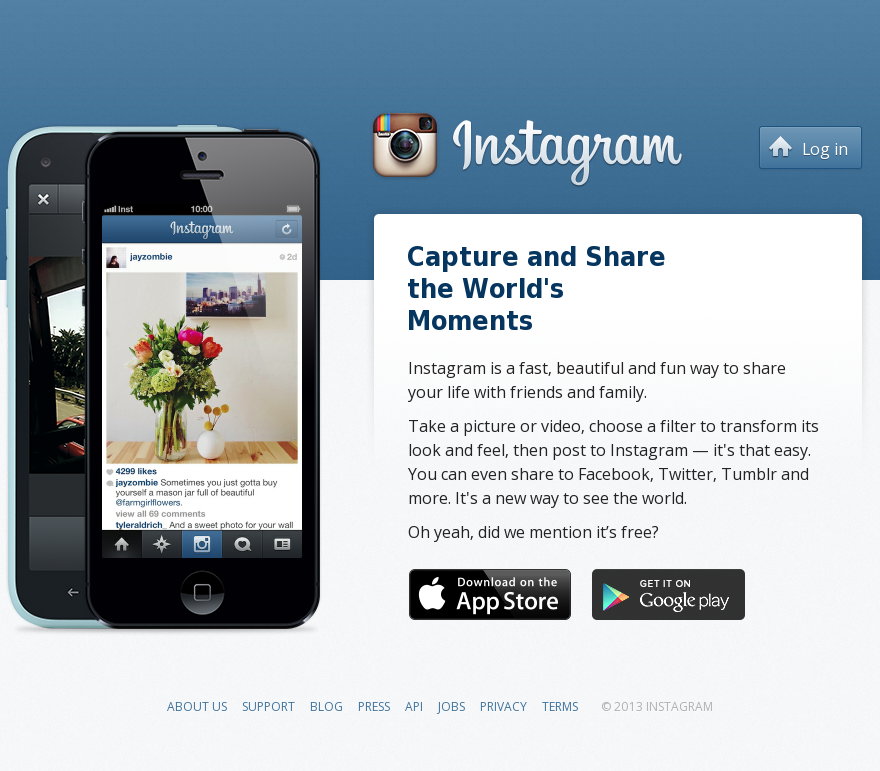 Instagram
Log in
Inst 10:00
Instagram
jayzombie 2d
4299 likes
jayzombie Sometimes you just gotta buy
yourself a mason jar full of beautiful
@farmgirlflowers.
view all 69 comments
tyleraldrich_ And a sweet photo for your wall
Capture and Share
the World's
Moments
Instagram is a fast, beautiful and fun way to share
your life with friends and family.
Take a picture or video, choose a filter to transform its
look and feel, then post to Instagram — it's that easy.
You can even share to Facebook, Twitter, Tumblr and
more. It's a new way to see the world.
Oh yeah, did we mention it’s free?
Download on the
App Store
GET IT ON
Google play
ABOUT US SUPPORT BLOG PRESS API JOBS PRIVACY TERMS © 2013 INSTAGRAM